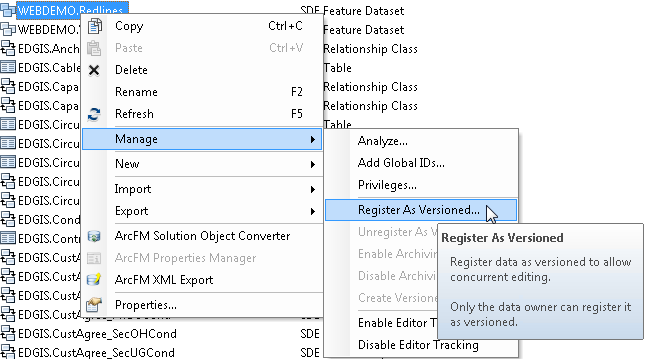 WEBDEMO.Redlines SDE Feature Dataset
WEBDEMO. SDE Feature Dataset
EDGIS.Anch Relationship Class
EDGIS.Cable Table
EDGIS.Capa Relationship Class
EDGIS.Capa Relationship Class
EDGIS.Circu Table
EDGIS.Circu
EDGIS.Circu
EDGIS.Circu
EDGIS.Circu
EDGIS.Cond
EDGIS.Contr
EDGIS.CustA
EDGIS.CustA
EDGIS.CustA
EDGIS.CustAgree_
EDGIS.CustAgree_SecOHCond SDE
EDGIS.CustAgree_SecUGCond SDE
Copy Ctrl+C
Paste Ctrl+V
Delete
Rename F2
Refresh F5
Manage
New
Import
Export
ArcFM Solution Object Converter
ArcFM Properties Manager
ArcFM XML Export
Properties...
Analyze...
Add Global IDs...
Privileges...
Register As Versioned...
Unregister As V
Enable Archivin
Disable Archivin
Create Versione
Enable Editor T
Disable Editor Tracking
Register As Versioned
Register data as versioned to allow
concurrent editing.
Only the data owner can register it
as versioned.